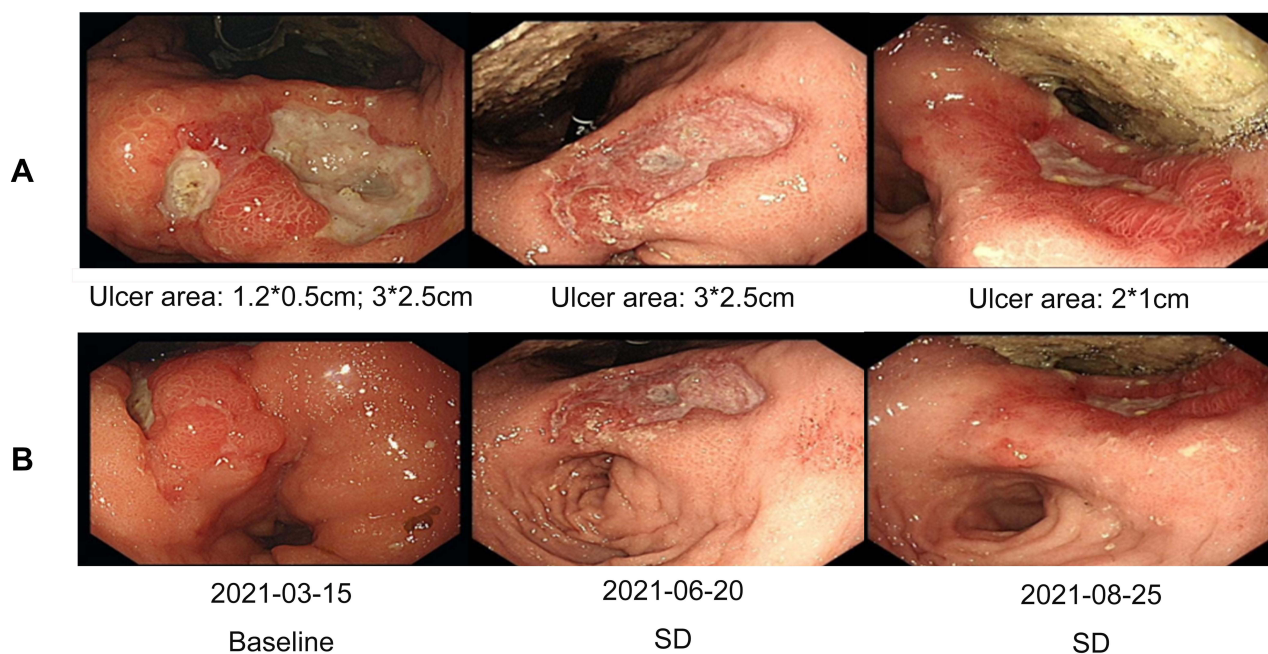 A
Ulcer area: 1.2*0.5cm; 3*2.5cm
Ulcer area: 3*2.5cm
Ulcer area: 2*1cm
B
2021-03-15
2021-06-20
2021-08-25
Baseline
SD
SD